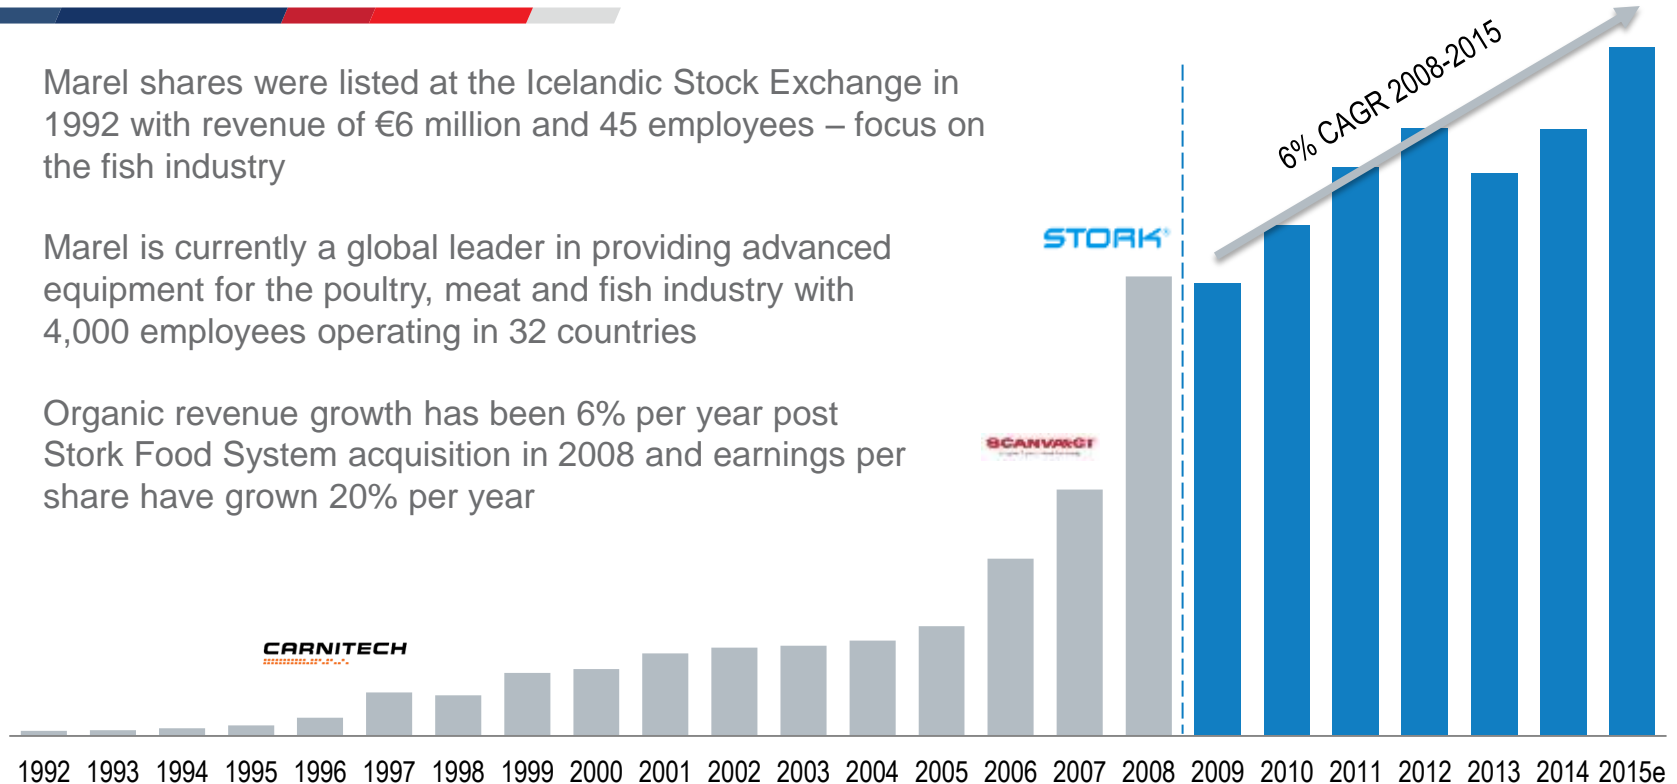 Marel shares were listed at the Icelandic Stock Exchange in
1992 with revenue of €6 million and 45 employees – focus on
the fish industry
Marel is currently a global leader in providing advanced
equipment for the poultry, meat and fish industry with
4,000 employees operating in 32 countries
Organic revenue growth has been 6% per year post
Stork Food System acquisition in 2008 and earnings per
share have grown 20% per year
6% CAGR 2008-2015
STORK®
SCANVAEGT
CARNITECH
1992 1993 1994 1995 1996 1997 1998 1999 2000 2001 2002 2003 2004 2005 2006 2007 2008 2009 2010 2011 2012 2013 2014 2015e